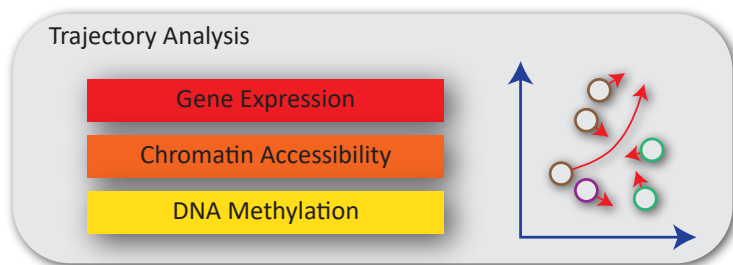 Trajectory Analysis
Gene Expression
Chromatin Accessibility
DNA Methylation